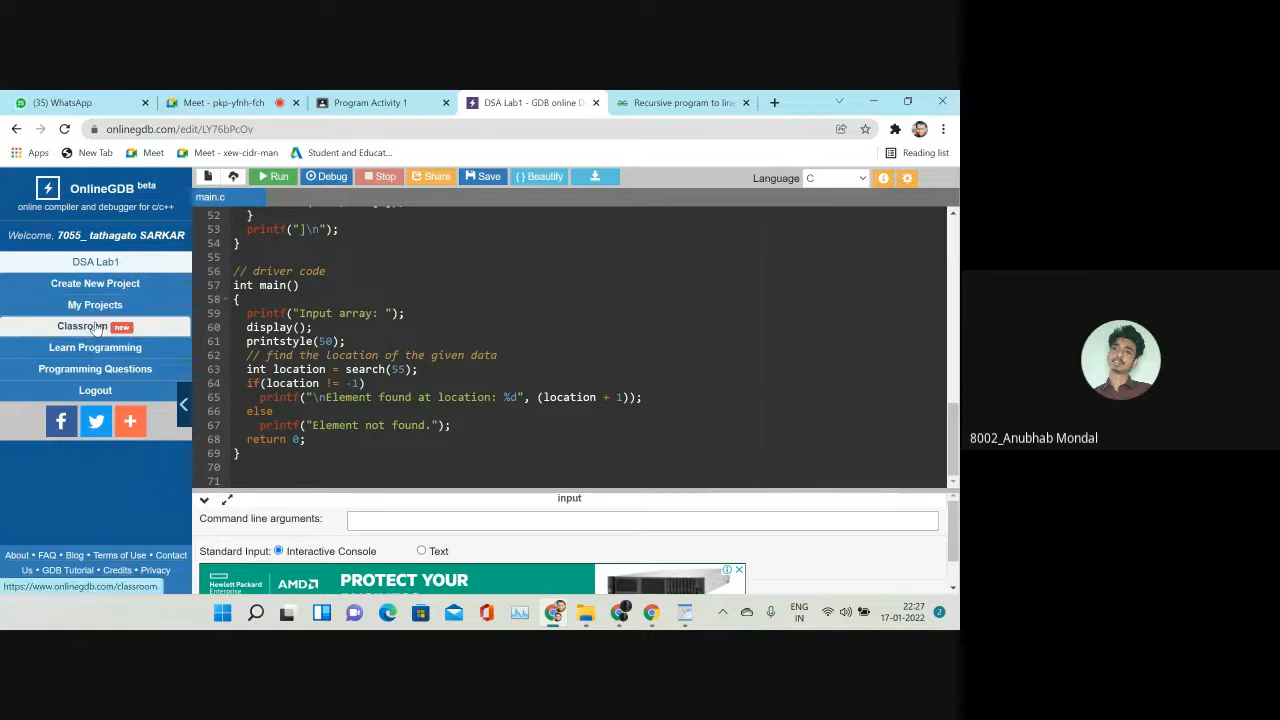 (35) WhatsApp
Meet - pkp-yfnh-fch
Program Activity 1
DSA Lab1 - GDB online D
Recursive program to line
onlinegdb.com/edit/LY76bPcOv
Apps
New Tab
Meet
Meet - xew-cidr-man
Student and Educat...
Reading list
OnlineGDB beta
online compiler and debugger for c/c++
Welcome, 7055_ tathagato SARKAR
DSA Lab1
Create New Project
My Projects
Classroom new
Learn Programming
Programming Questions
Logout
About • FAQ • Blog • Terms of Use • Contact
Us • GDB Tutorial • Credits • Privacy
https://www.onlinegdb.com/classroom
Run
Debug
Stop
Share
Save
{ } Beautify
Language C
main.c
52 }
53 printf("]\n");
54 }
55
56 // driver code
57 int main()
58 {
59 printf("Input array: ");
60 display();
61 printstyle(50);
62 // find the location of the given data
63 int location = search(55);
64 if(location != -1)
65 printf("\nElement found at location: %d", (location + 1));
66 else
67 printf("Element not found.");
68 return 0;
69 }
70
71
input
Command line arguments:
Standard Input: Interactive Console Text
Hewlett Packard
Enterprise
AMD
PROTECT YOUR
ENG
IN
22:27
17-01-2022
2
8002_Anubhab Mondal